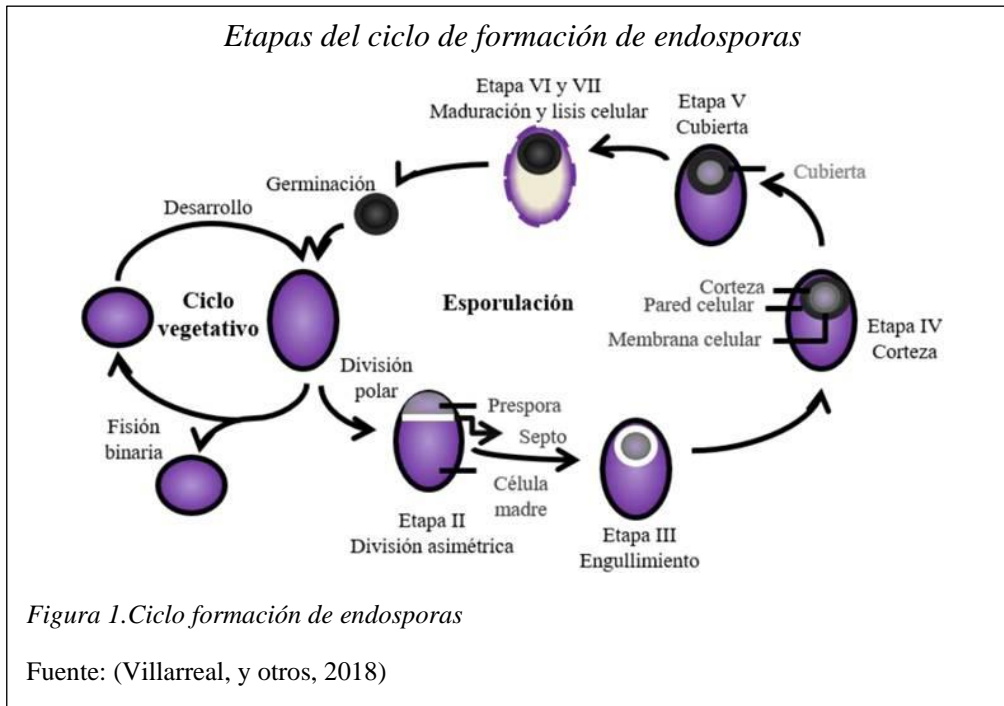 Etapas del ciclo de formación de endosporas
Etapa VI y VII
Maduración y lisis celular
Etapa V
Cubierta
Cubierta
Germinación
Desarrollo
Ciclo
vegetativo
Esporulación
Corteza
Pared celular
Membrana celular
Etapa IV
Corteza
División
polar
Fisión
binaria
Prespora
Septo
Célula
madre
Etapa II
División asimétrica
Etapa III
Engullimiento
Figura 1.Ciclo formación de endosporas
Fuente: (Villarreal, y otros, 2018)